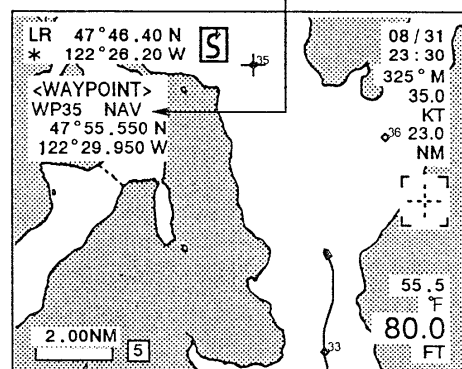 LR 47°46.40 N
* 122°26.20 W
<WAYPOINT>
WP35 NAV
47°55.550 N
122°29.950 W
35
08/31
23:30
325°M
35.0
KT
36
23.0
NM
55.5
°F
80.0
FT
33
2.00NM
5